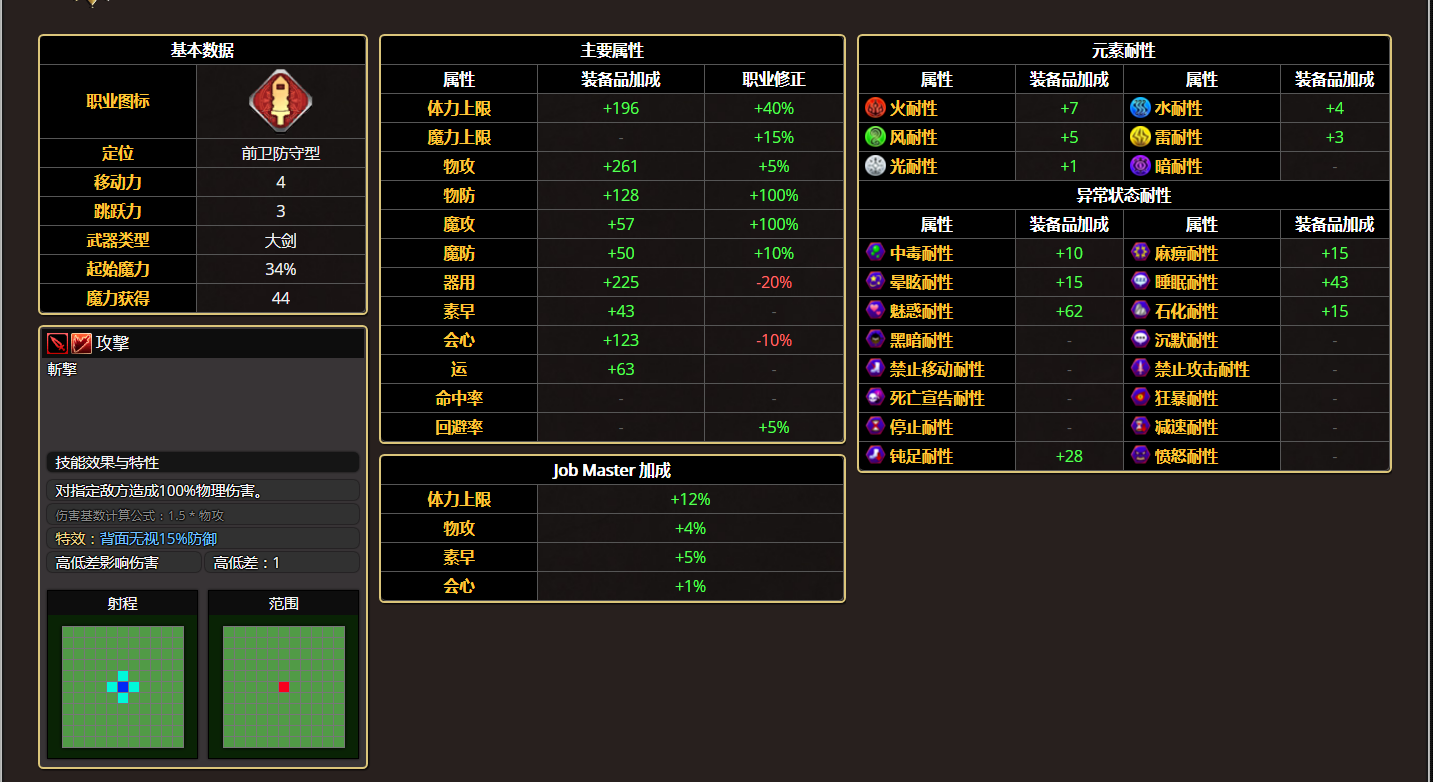 基本数据
职业图标
定位 前卫防守型
移动力 4
跳跃力 3
武器类型 大剑
起始魔力 34%
魔力获得 44
攻擊
斬擊
技能效果与特性
对指定敌方造成100%物理伤害。
伤害基数计算公式：1.5 * 物攻
特效：背面无视15%防御
高低差影响伤害 高低差：1
射程 范围
主要属性
属性 装备品加成 职业修正
体力上限 +196 +40%
魔力上限 - +15%
物攻 +261 +5%
物防 +128 +100%
魔攻 +57 +100%
魔防 +50 +10%
器用 +225 -20%
素早 +43 -
会心 +123 -10%
运 +63 -
命中率 - -
回避率 - +5%
Job Master 加成
体力上限 +12%
物攻 +4%
素早 +5%
会心 +1%
元素耐性
属性 装备品加成 属性 装备品加成
火耐性 +7 水耐性 +4
风耐性 +5 雷耐性 +3
光耐性 +1 暗耐性 -
异常状态耐性
属性 装备品加成 属性 装备品加成
中毒耐性 +10 麻痹耐性 +15
晕眩耐性 +15 睡眠耐性 +43
魅惑耐性 +62 石化耐性 +15
黑暗耐性 - 沉默耐性 -
禁止移动耐性 - 禁止攻击耐性 -
死亡宣告耐性 - 狂暴耐性 -
停止耐性 - 减速耐性 -
钝足耐性 +28 愤怒耐性 -